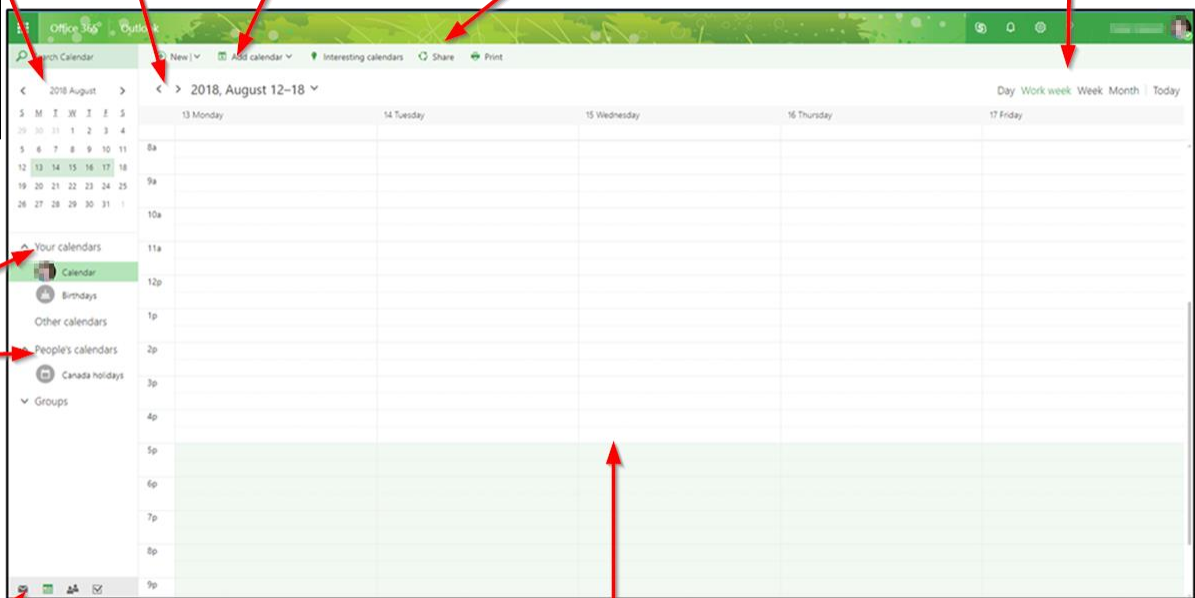 Office 365
Outlook
Search Calendar
New
Add calendar
Interesting calendars
Share
Print
2018 August
S M T W T F S
29 30 31 1 2 3 4
5 6 7 8 9 10 11
12 13 14 15 16 17 18
19 20 21 22 23 24 25
26 27 28 29 30 31 1
2018, August 12–18
Day Work week Week Month Today
13 Monday
14 Tuesday
15 Wednesday
16 Thursday
17 Friday
Your calendars
Calendar
Birthdays
Other calendars
People's calendars
Canada holidays
Groups
8a
9a
10a
11a
12p
1p
2p
3p
4p
5p
6p
7p
8p
9p